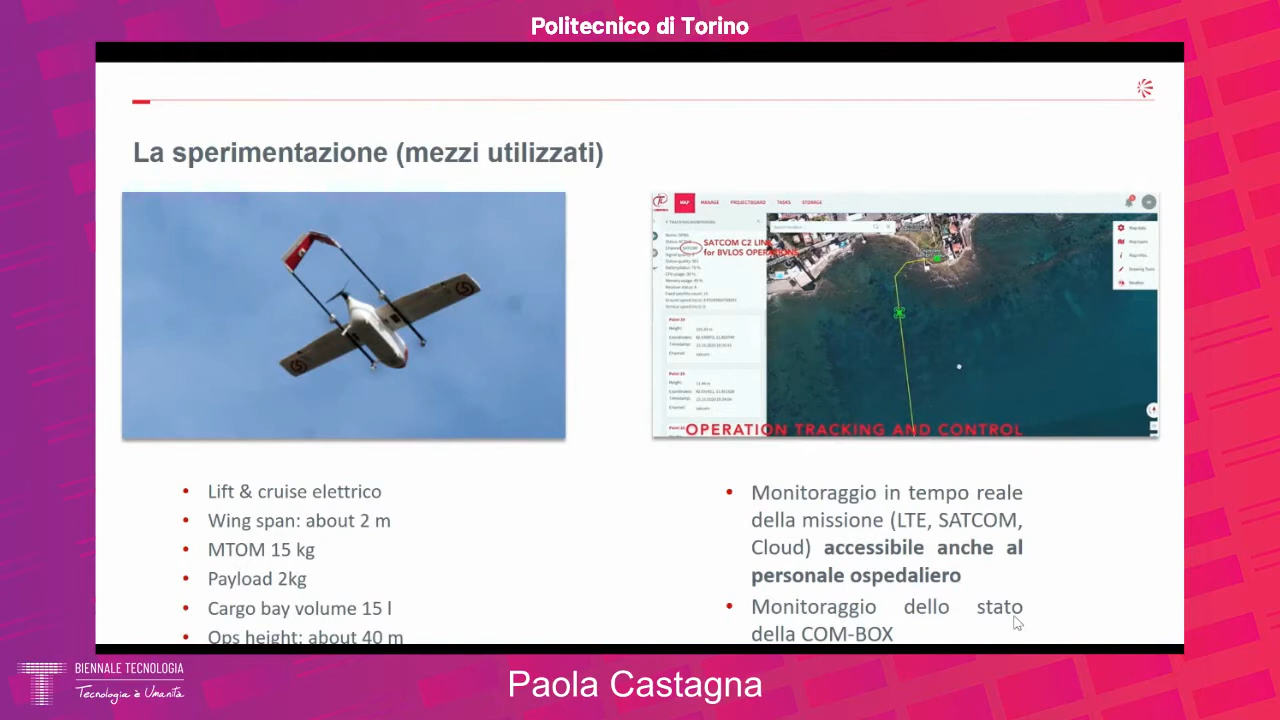 Politecnico di Torino
La sperimentazione (mezzi utilizzati)
MAP MANAGE PROJECTBOARD TASKS STORAGE
SATCOM C2 LINK
for BVLOS OPERATIONS
OPERATION TRACKING AND CONTROL
• Lift & cruise elettrico
• Wing span: about 2 m
• MTOM 15 kg
• Payload 2kg
• Cargo bay volume 15 l
• Ops height: about 40 m
• Monitoraggio in tempo reale
della missione (LTE, SATCOM,
Cloud) accessibile anche al
personale ospedaliero
• Monitoraggio dello stato
della COM-BOX
BIENNALE TECNOLOGIA
Tecnologia è Umanità
Paola Castagna